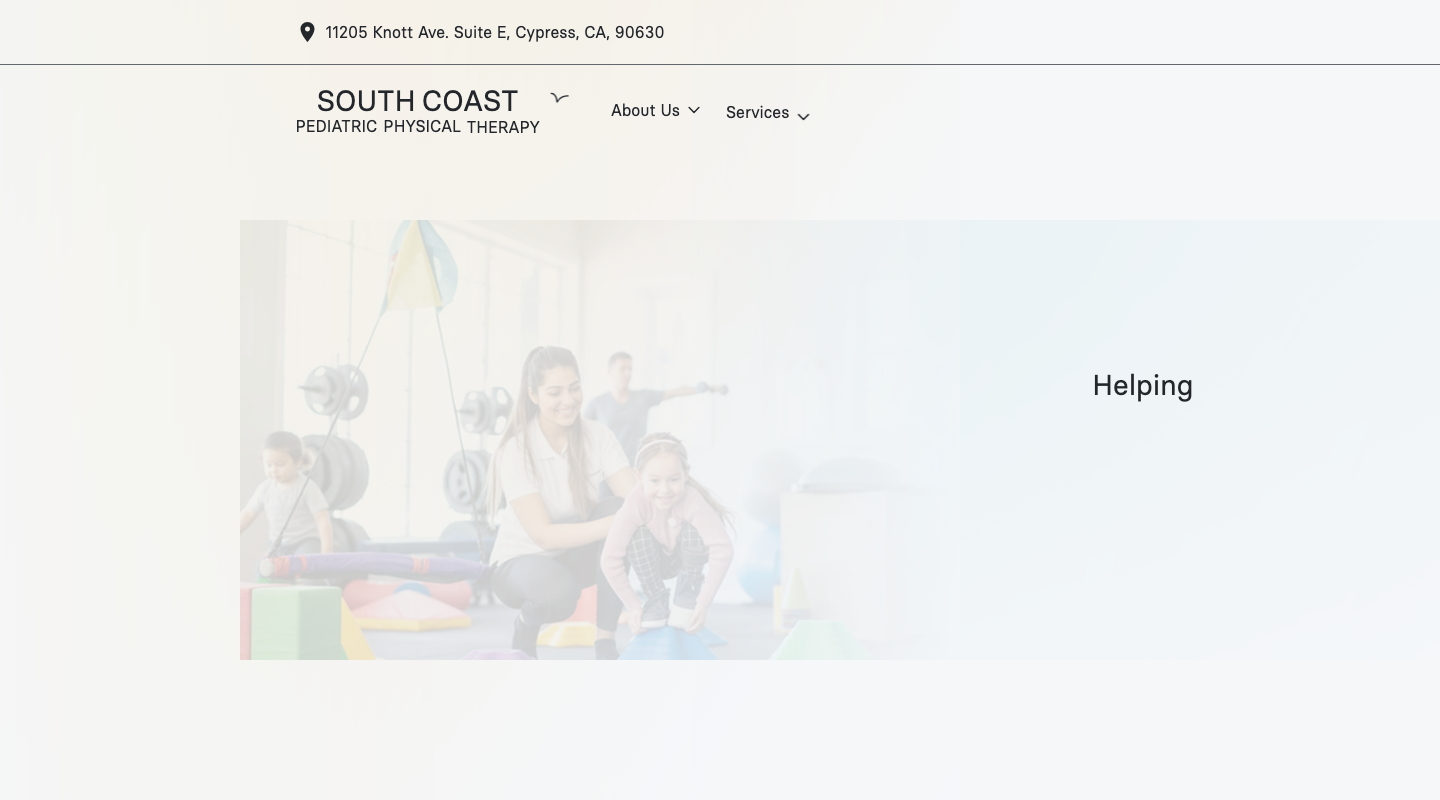 11205 Knott Ave. Suite E, Cypress, CA, 90630
SOUTH COAST
PEDIATRIC PHYSICAL THERAPY
About Us
Services
Helping